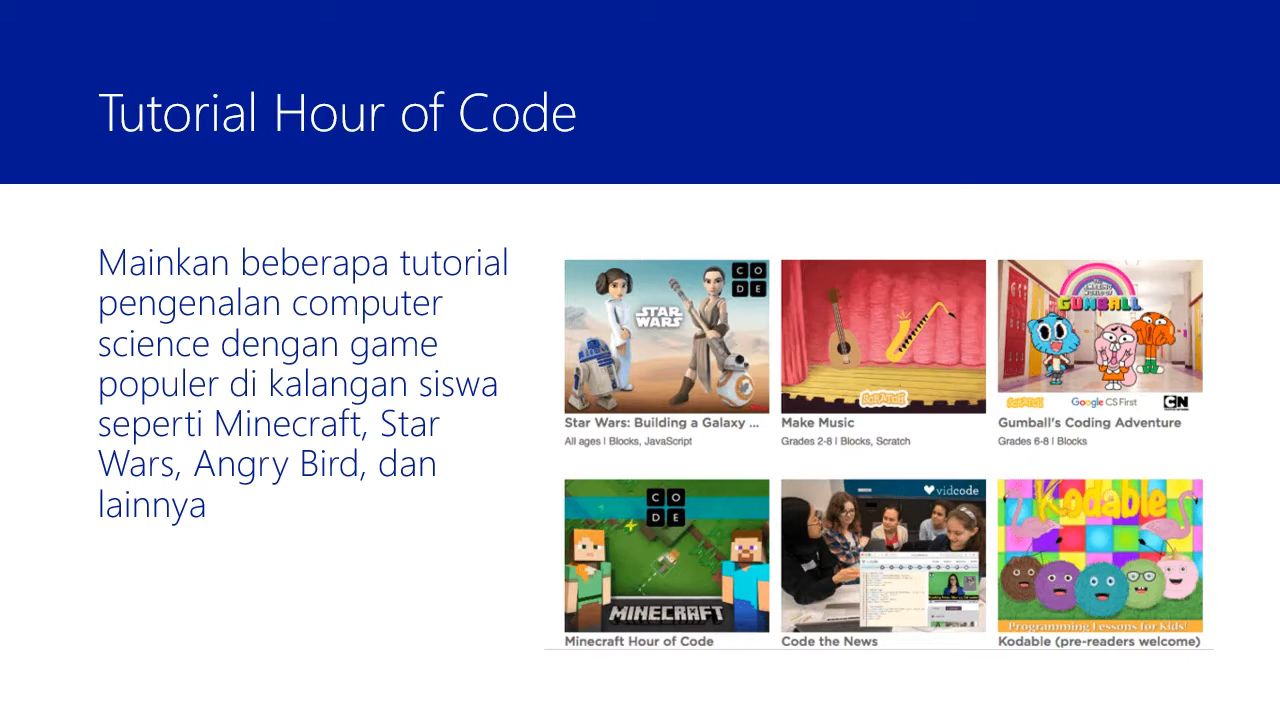 Tutorial Hour of Code
Mainkan beberapa tutorial
pengenalan computer
science dengan game
populer di kalangan siswa
seperti Minecraft, Star
Wars, Angry Bird, dan
lainnya
C O
D E
STAR
WARS
Star Wars: Building a Galaxy ...
All ages | Blocks, JavaScript
SCRATCH
Make Music
Grades 2-8 | Blocks, Scratch
GUMBALL
SCRATCH
Google CS First
CN
Gumball's Coding Adventure
Grades 6-8 | Blocks
C O
D E
MINECRAFT
Minecraft Hour of Code
vidcode
Code the News
Kodable
Programming Lessons for Kids!
Kodable (pre-readers welcome)